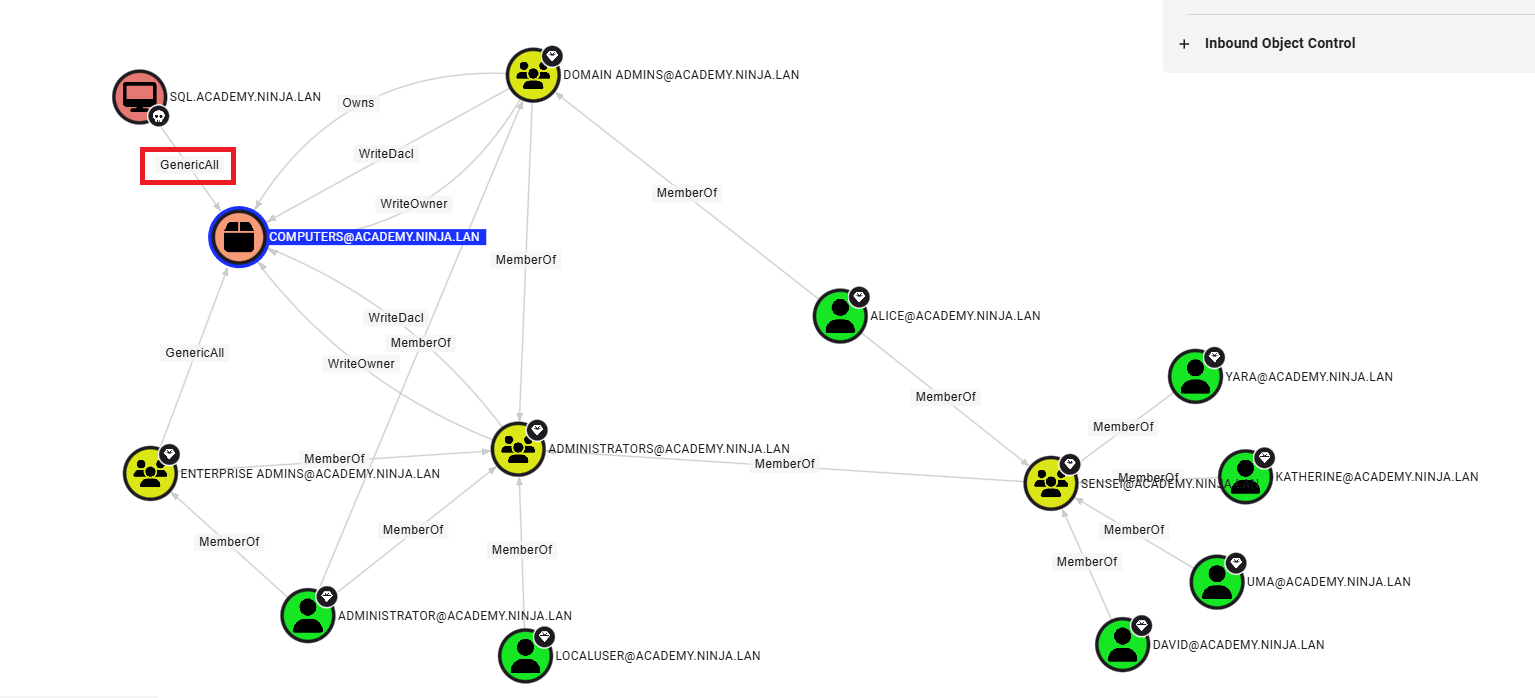 + Inbound Object Control
DOMAIN ADMINS@ACADEMY.NINJA.LAN
SQL.ACADEMY.NINJA.LAN
Owns
WriteDacl
GenericAll
MemberOf
WriteOwner
COMPUTERS@ACADEMY.NINJA.LAN
MemberOf
WriteDacl
ALICE@ACADEMY.NINJA.LAN
MemberOf
GenericAll
WriteOwner
YARA@ACADEMY.NINJA.LAN
MemberOf
MemberOf
ADMINISTRATORS@ACADEMY.NINJA.LAN
MemberOf
MemberOf
ENTERPRISE ADMINS@ACADEMY.NINJA.LAN
MemberOf
SENSEI@ACADEMY.NINJA.LAN
KATHERINE@ACADEMY.NINJA.LAN
MemberOf
MemberOf
MemberOf
MemberOf
MemberOf
UMA@ACADEMY.NINJA.LAN
ADMINISTRATOR@ACADEMY.NINJA.LAN
DAVID@ACADEMY.NINJA.LAN
LOCALUSER@ACADEMY.NINJA.LAN